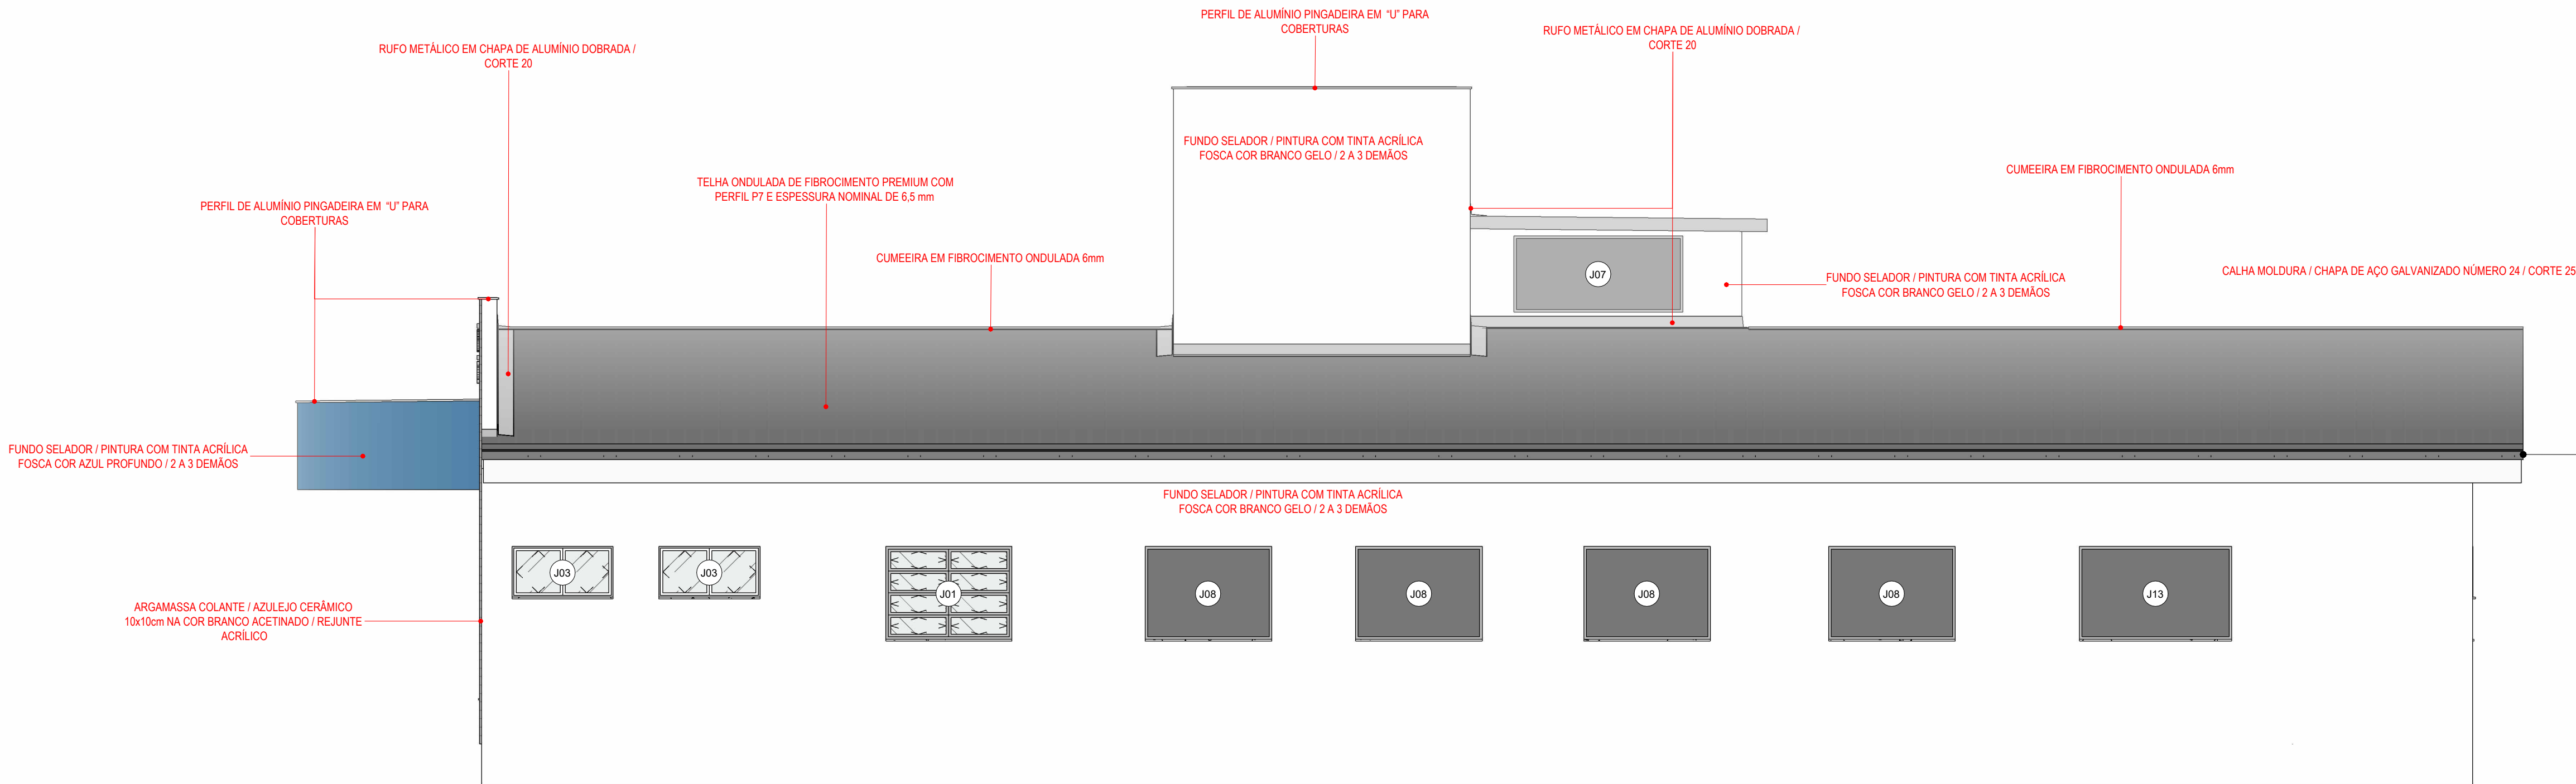 PERFIL DE ALUMÍNIO PINGADEIRA EM “U” PARA
COBERTURAS
RUFO METÁLICO EM CHAPA DE ALUMÍNIO DOBRADA /
CORTE 20
RUFO METÁLICO EM CHAPA DE ALUMÍNIO DOBRADA /
CORTE 20
FUNDO SELADOR / PINTURA COM TINTA ACRÍLICA
FOSCA COR BRANCO GELO / 2 A 3 DEMÃOS
CUMEEIRA EM FIBROCIMENTO ONDULADA 6mm
TELHA ONDULADA DE FIBROCIMENTO PREMIUM COM
PERFIL P7 E ESPESSURA NOMINAL DE 6,5 mm
PERFIL DE ALUMÍNIO PINGADEIRA EM “U” PARA
COBERTURAS
CUMEEIRA EM FIBROCIMENTO ONDULADA 6mm
J07
FUNDO SELADOR / PINTURA COM TINTA ACRÍLICA
FOSCA COR BRANCO GELO / 2 A 3 DEMÃOS
CALHA MOLDURA / CHAPA DE AÇO GALVANIZADO NÚMERO 24 / CORTE 25
FUNDO SELADOR / PINTURA COM TINTA ACRÍLICA
FOSCA COR AZUL PROFUNDO / 2 A 3 DEMÃOS
FUNDO SELADOR / PINTURA COM TINTA ACRÍLICA
FOSCA COR BRANCO GELO / 2 A 3 DEMÃOS
J03
J03
J01
J08
J08
J08
J08
J13
ARGAMASSA COLANTE / AZULEJO CERÂMICO
10x10cm NA COR BRANCO ACETINADO / REJUNTE
ACRÍLICO